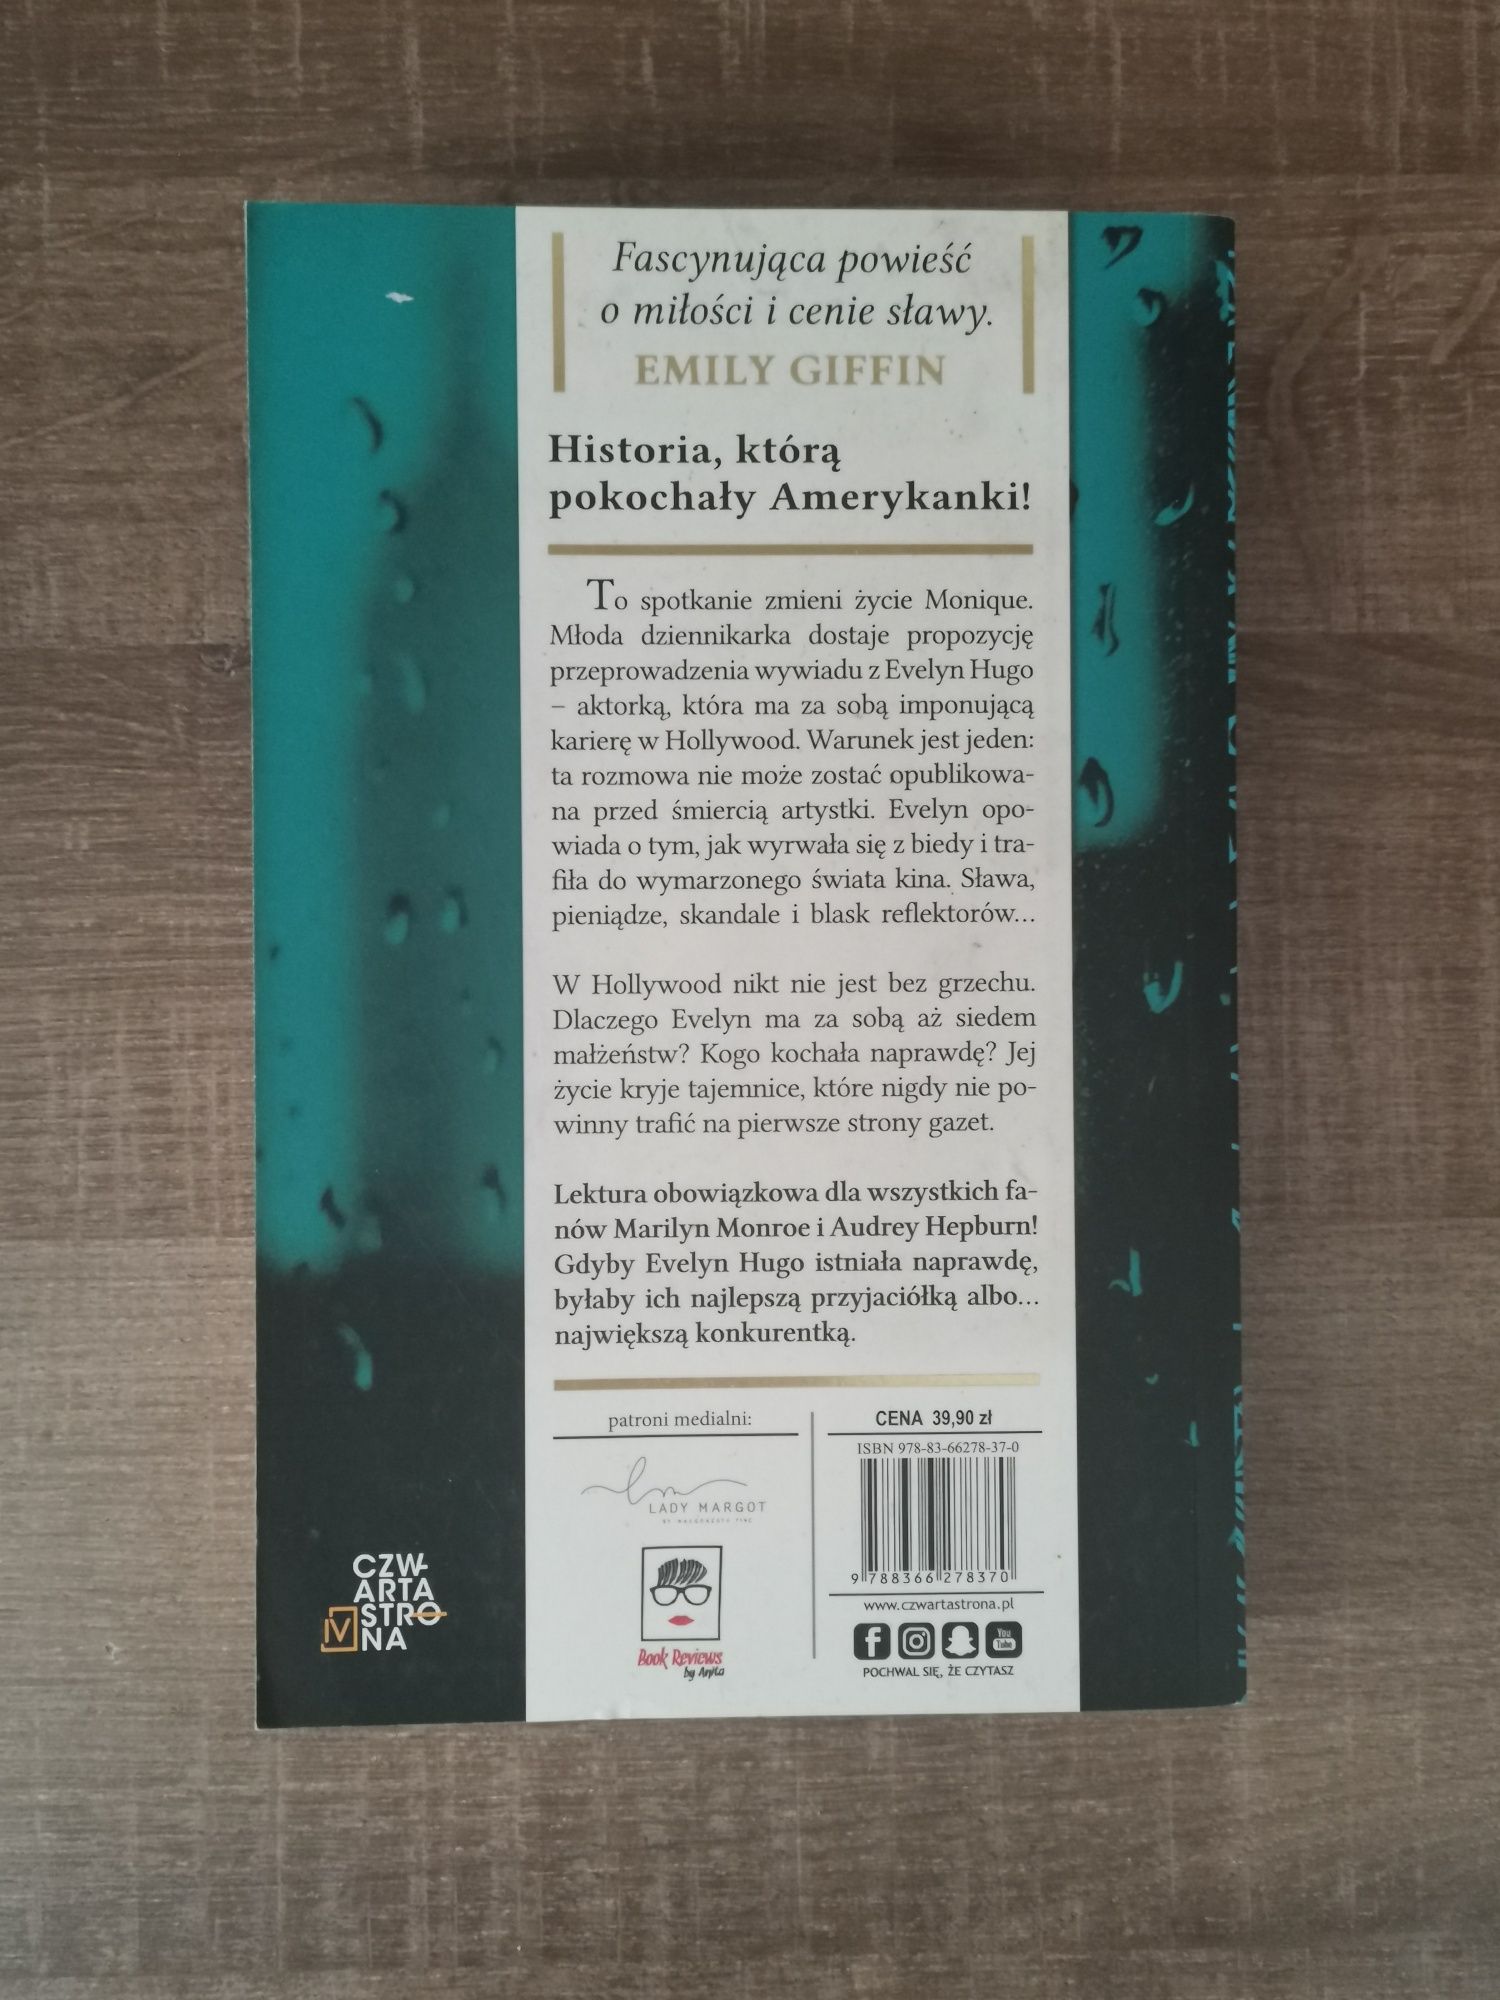 Fascynująca powieść
o miłości i cenie sławy.
EMILY GIFFIN
Historia, którą
pokochały Amerykanki!
To spotkanie zmieni życie Monique.
Młoda dziennikarka dostaje propozycję
przeprowadzenia wywiadu z Evelyn Hugo
– aktorką, która ma za sobą imponującą
karierę w Hollywood. Warunek jest jeden:
ta rozmowa nie może zostać opublikowa-
na przed śmiercią artystki. Evelyn opo-
wiada o tym, jak wyrwała się z biedy i tra-
fiła do wymarzonego świata kina. Sława,
pieniądze, skandale i blask reflektorów...
W Hollywood nikt nie jest bez grzechu.
Dlaczego Evelyn ma za sobą aż siedem
małżeństw? Kogo kochała naprawdę? Jej
życie kryje tajemnice, które nigdy nie po-
winny trafić na pierwsze strony gazet.
Lektura obowiązkowa dla wszystkich fa-
nów Marilyn Monroe i Audrey Hepburn!
Gdyby Evelyn Hugo istniała naprawdę,
byłaby ich najlepszą przyjaciółką albo...
największą konkurentką.
patroni medialni:
lm
LADY MARGOT
Book Reviews
by Anita
CENA 39,90 zł
ISBN 978-83-66278-37-0
9 788366 278370
www.czwartastrona.pl
You
Tube
POCHWAL SIĘ, ŻE CZYTASZ
CZW
ARTA
STRO
IV NA